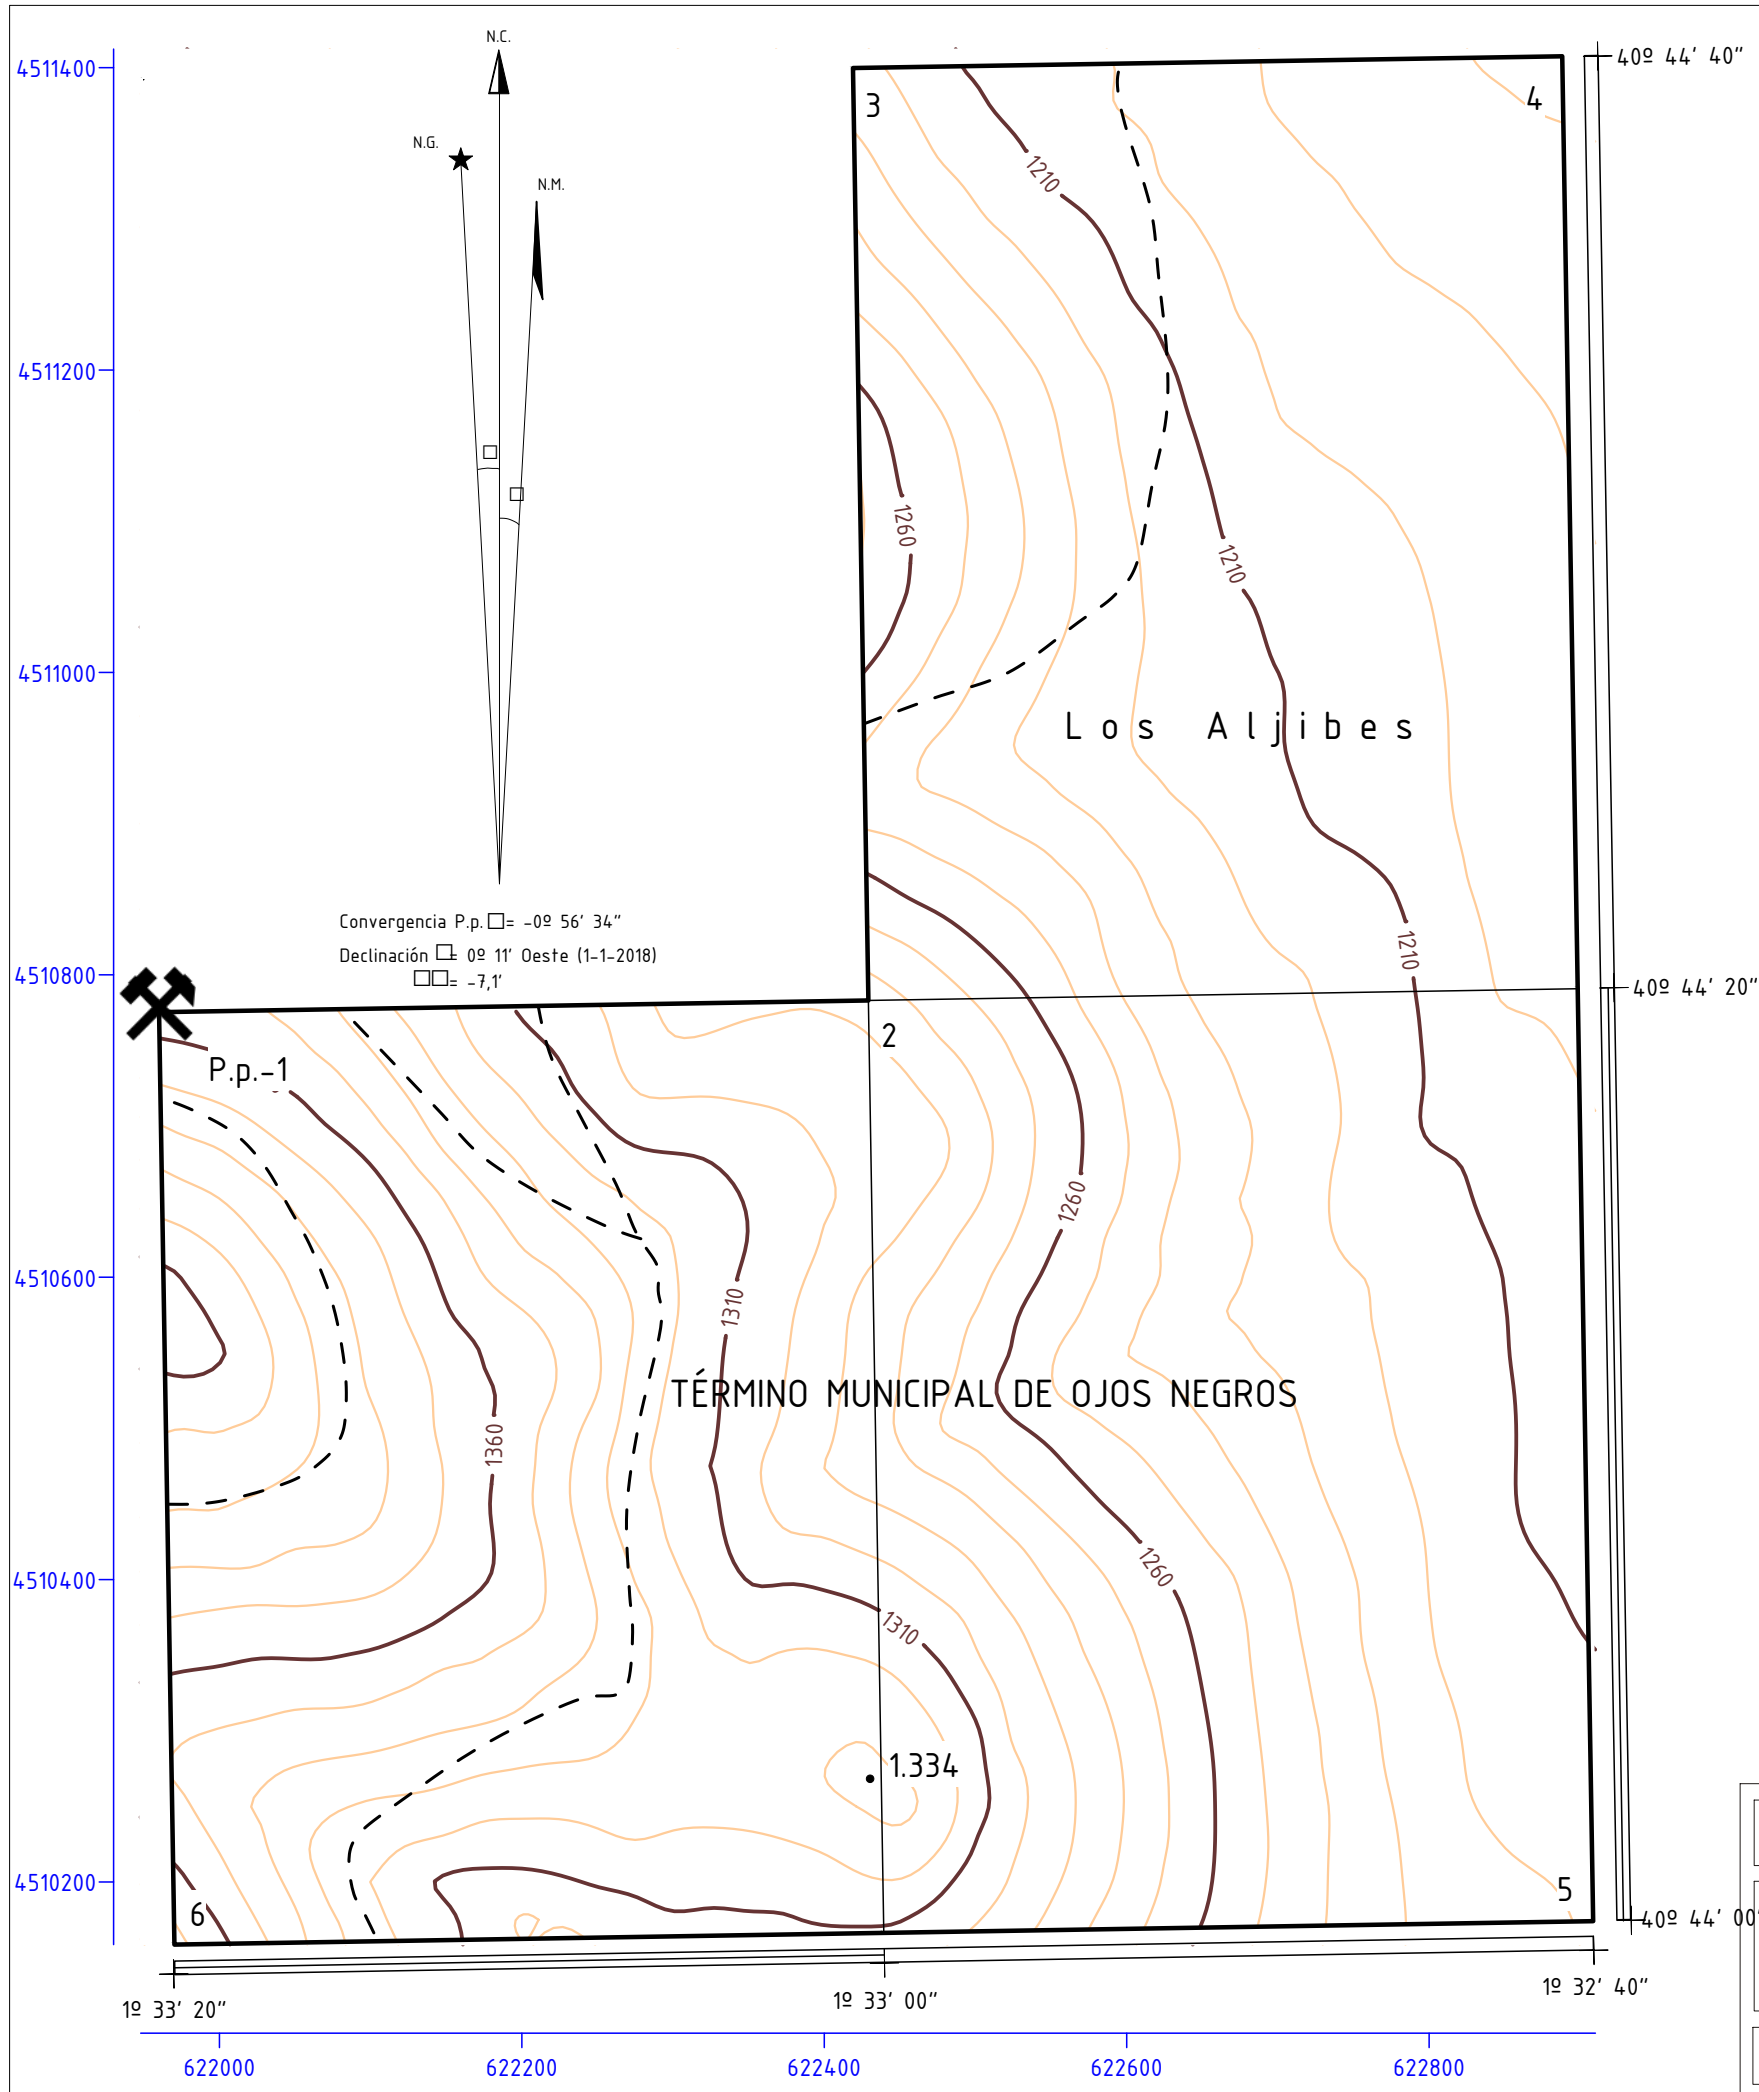 N.C.
4511400
40º 44' 40"
3
4
N.G.
1210
N.M.
4511200
1260
1210
4511000
Los Aljibes
Convergencia P.p. □= -0º 56' 34"
Declinación □= 0º 11' Oeste (1-1-2018)
□□= -7,1'
1210
4510800
40º 44' 20"
2
P.p.-1
1260
4510600
1310
TÉRMINO MUNICIPAL DE OJOS NEGROS
1360
4510400
1260
1310
1.334
4510200
6
5
40º 44' 00"
1º 33' 20"
1º 33' 00"
1º 32' 40"
622000
622200
622400
622600
622800